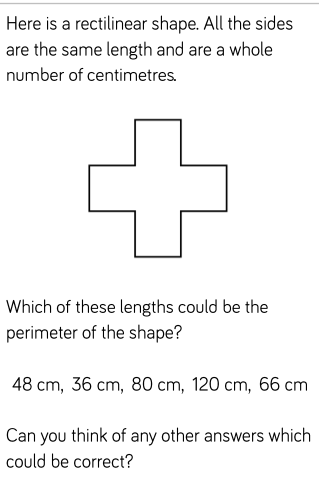 Here is a rectilinear shape. All the sides
are the same length and are a whole
number of centimetres.
Which of these lengths could be the
perimeter of the shape?
48 cm, 36 cm, 80 cm, 120 cm, 66 cm
Can you think of any other answers which
could be correct?